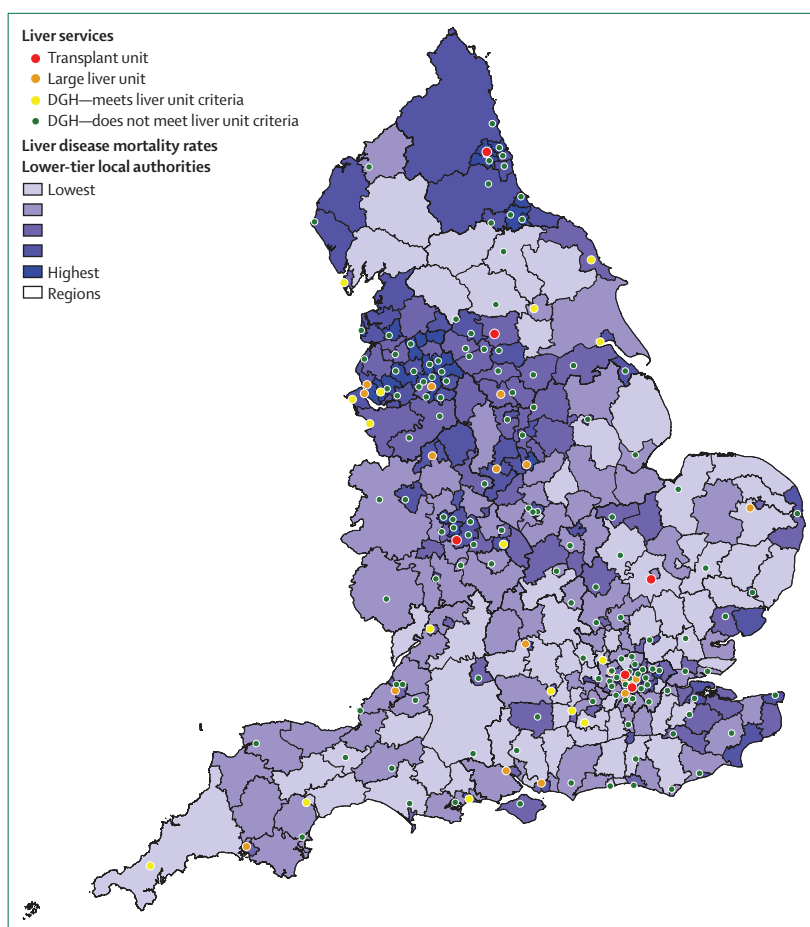 Liver services
Transplant unit
Large liver unit
DGH—meets liver unit criteria
DGH—does not meet liver unit criteria
Liver disease mortality rates
Lower-tier local authorities
Lowest
Highest
Regions